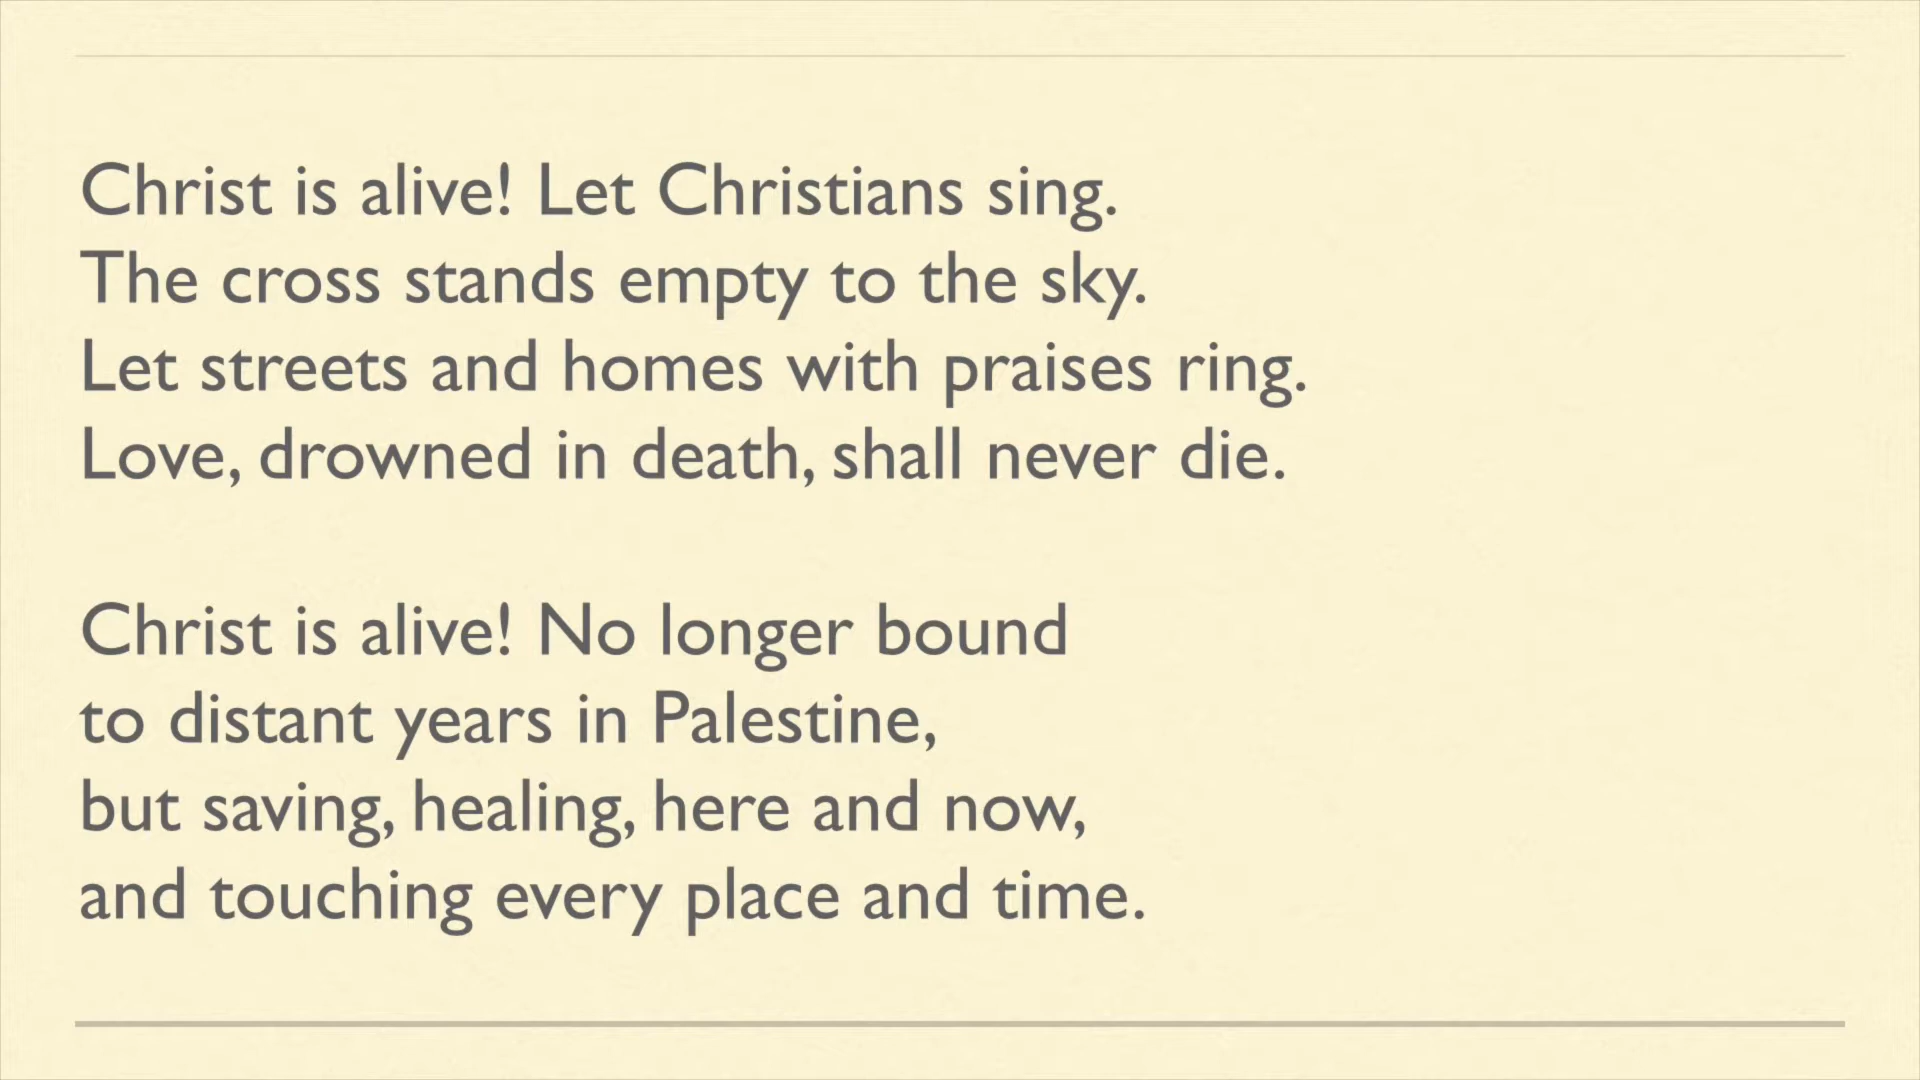 Christ is alive! Let Christians sing.
The cross stands empty to the sky.
Let streets and homes with praises ring.
Love, drowned in death, shall never die.
Christ is alive! No longer bound
to distant years in Palestine,
but saving, healing, here and now,
and touching every place and time.